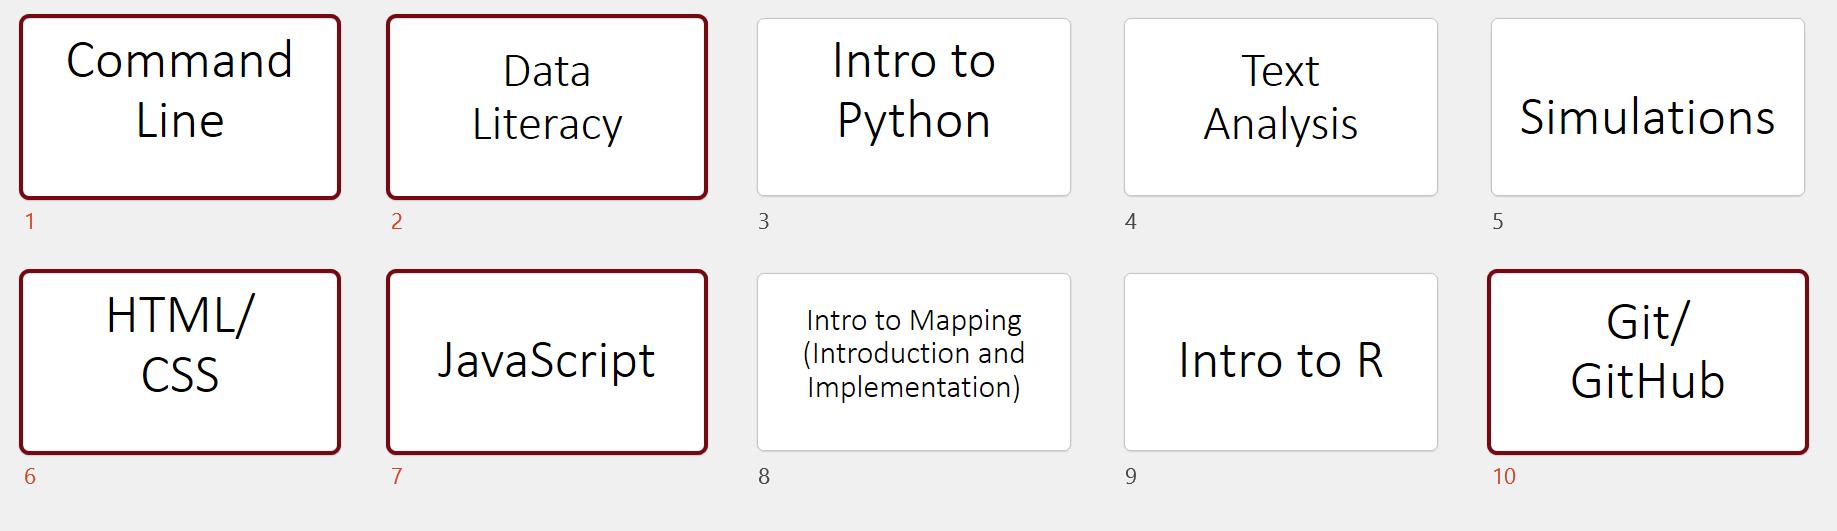 Command
Line
1
Data
Literacy
2
Intro to
Python
3
Text
Analysis
4
Simulations
5
HTML/
CSS
6
JavaScript
7
Intro to Mapping
(Introduction and
Implementation)
8
Intro to R
9
Git/
GitHub
10